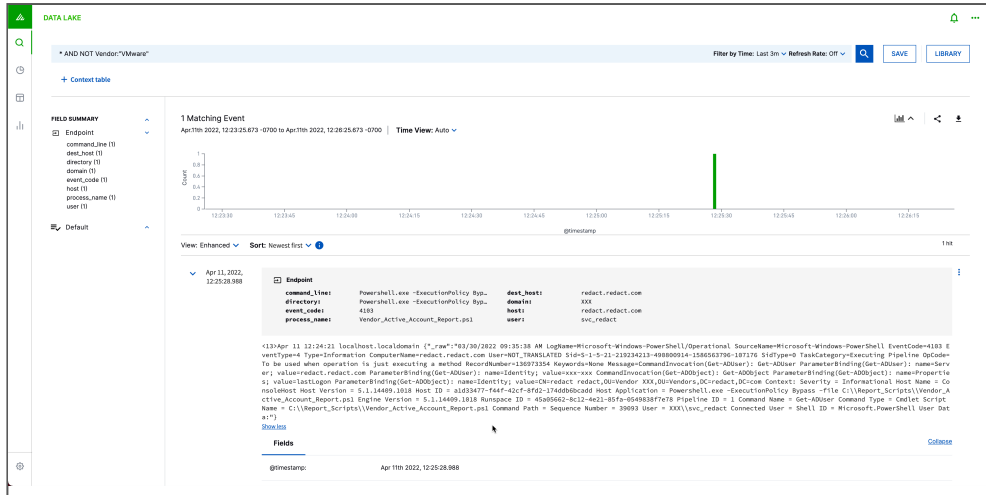 DATA LAKE
* AND NOT Vendor:"VMware"
Filter by Time: Last 3m Refresh Rate: Off
SAVE
LIBRARY
+ Context table
FIELD SUMMARY
Endpoint
command_line (1)
dest_host (1)
directory (1)
domain (1)
event_code (1)
host (1)
process_name (1)
user (1)
Default
1 Matching Event
Apr.11th 2022, 12:23:25.673 -0700 to Apr.11th 2022, 12:26:25.673 -0700 | Time View: Auto
Count
1
0.8
0.6
0.4
0.2
0
12:23:30 12:23:45 12:24:00 12:24:15 12:24:30 12:24:45 12:25:00 12:25:15 12:25:30 12:25:45 12:26:00 12:26:15
@timestamp
View: Enhanced Sort: Newest first
1 hit
Apr 11, 2022,
12:25:28.988
Endpoint
command_line: Powershell.exe -ExecutionPolicy Byp… dest_host: redact.redact.com
directory: Powershell.exe -ExecutionPolicy Byp… domain: XXX
event_code: 4103 host: redact.redact.com
process_name: Vendor_Active_Account_Report.ps1 user: svc_redact
<13>Apr 11 12:24:21 localhost.localdomain {"_raw":"03/30/2022 09:35:38 AM LogName=Microsoft-Windows-PowerShell/Operational SourceName=Microsoft-Windows-PowerShell EventCode=4103 E
ventType=4 Type=Information ComputerName=redact.redact.com User=NOT_TRANSLATED Sid=S-1-5-21-219234213-498800914-1586563796-107176 SidType=0 TaskCategory=Executing Pipeline OpCode=
To be used when operation is just executing a method RecordNumber=136973354 Keywords=None Message=CommandInvocation(Get-ADUser): Get-ADUser ParameterBinding(Get-ADUser): name=Serv
er; value=redact.redact.com ParameterBinding(Get-ADUser): name=Identity; value=xxx-xxx CommandInvocation(Get-ADObject): Get-ADObject ParameterBinding(Get-ADObject): name=Propertie
s; value=lastLogon ParameterBinding(Get-ADObject): name=Identity; value=CN=redact redact,OU=Vendor XXX,OU=Vendors,DC=redact,DC=com Context: Severity = Informational Host Name = Co
nsoleHost Host Version = 5.1.14409.1018 Host ID = a1d33477-f44f-42cf-8fd2-174ddb6bcadd Host Application = Powershell.exe -ExecutionPolicy Bypass -file C:\\Report_Scripts\\Vendor_A
ctive_Account_Report.ps1 Engine Version = 5.1.14409.1018 Runspace ID = 45a05662-8c12-4e21-85fa-0549838f7e78 Pipeline ID = 1 Command Name = Get-ADUser Command Type = Cmdlet Script
Name = C:\\Report_Scripts\\Vendor_Active_Account_Report.ps1 Command Path = Sequence Number = 39093 User = XXX\\svc_redact Connected User = Shell ID = Microsoft.PowerShell User Dat
a:"}
Show less
Fields
Collapse
@timestamp: Apr 11th 2022, 12:25:28.988